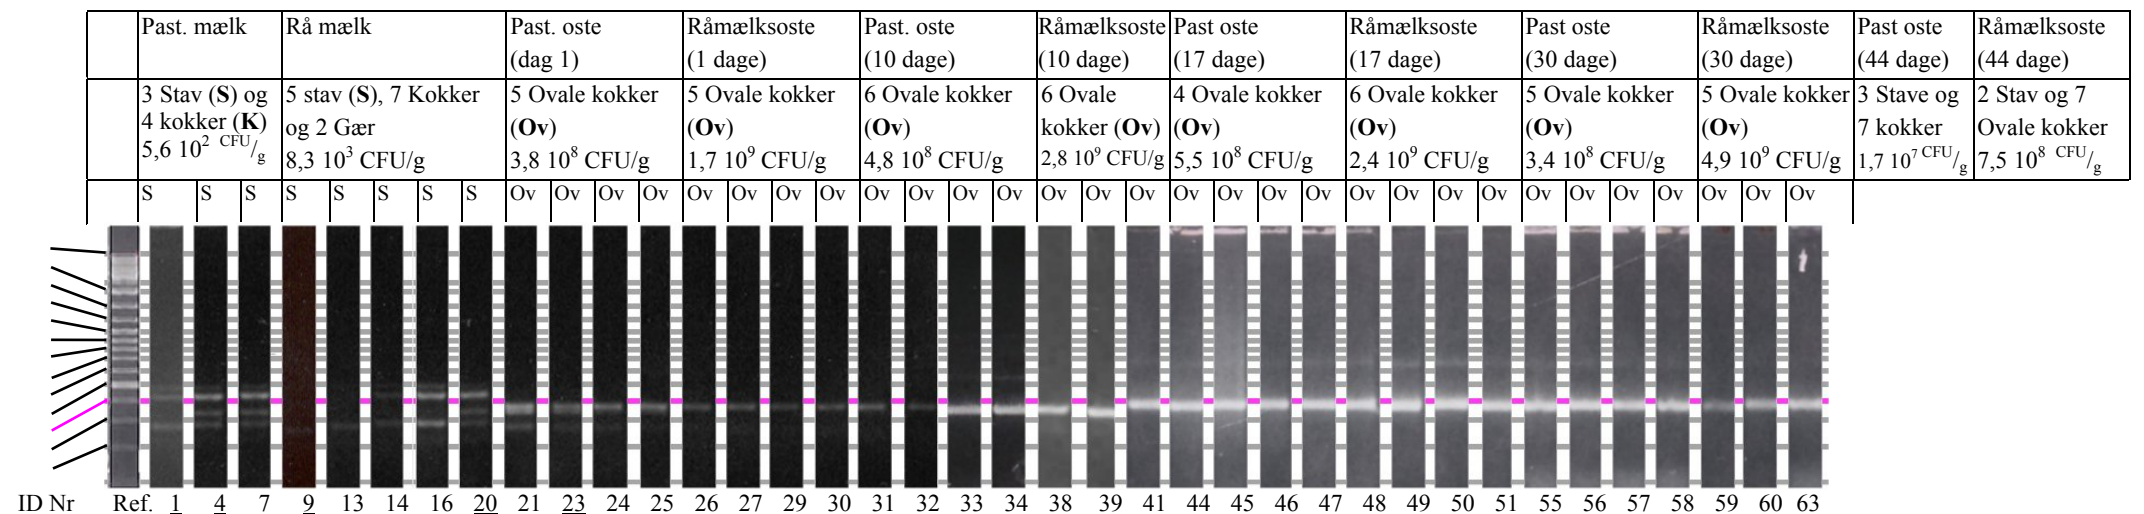 Past. mælk Rå mælk Past. oste Råmælksoste Past. oste Råmælksoste Past oste Råmælksoste Past oste Råmælksoste Past oste Råmælksoste
(dag 1) (1 dage) (10 dage) (10 dage) (17 dage) (17 dage) (30 dage) (30 dage) (44 dage) (44 dage)
3 Stav (S) og 5 stav (S), 7 Kokker 5 Ovale kokker 5 Ovale kokker 6 Ovale kokker 6 Ovale 4 Ovale kokker 6 Ovale kokker 5 Ovale kokker 5 Ovale kokker 3 Stave og 2 Stav og 7
4 kokker (K) og 2 Gær (Ov) (Ov) (Ov) kokker (Ov) (Ov) (Ov) (Ov) (Ov) 7 kokker Ovale kokker
5,6 10² CFU/g 8,3 10³ CFU/g 3,8 10⁸ CFU/g 1,7 10⁹ CFU/g 4,8 10⁸ CFU/g 2,8 10⁹ CFU/g 5,5 10⁸ CFU/g 2,4 10⁹ CFU/g 3,4 10⁸ CFU/g 4,9 10⁹ CFU/g 1,7 10⁷ CFU/g 7,5 10⁸ CFU/g
S S S S S S S S Ov Ov Ov Ov Ov Ov Ov Ov Ov Ov Ov Ov Ov Ov Ov Ov Ov Ov Ov Ov Ov Ov Ov Ov Ov Ov Ov Ov Ov Ov
ID Nr Ref. 1 4 7 9 13 14 16 20 21 23 24 25 26 27 29 30 31 32 33 34 38 39 41 44 45 46 47 48 49 50 51 55 56 57 58 59 60 63